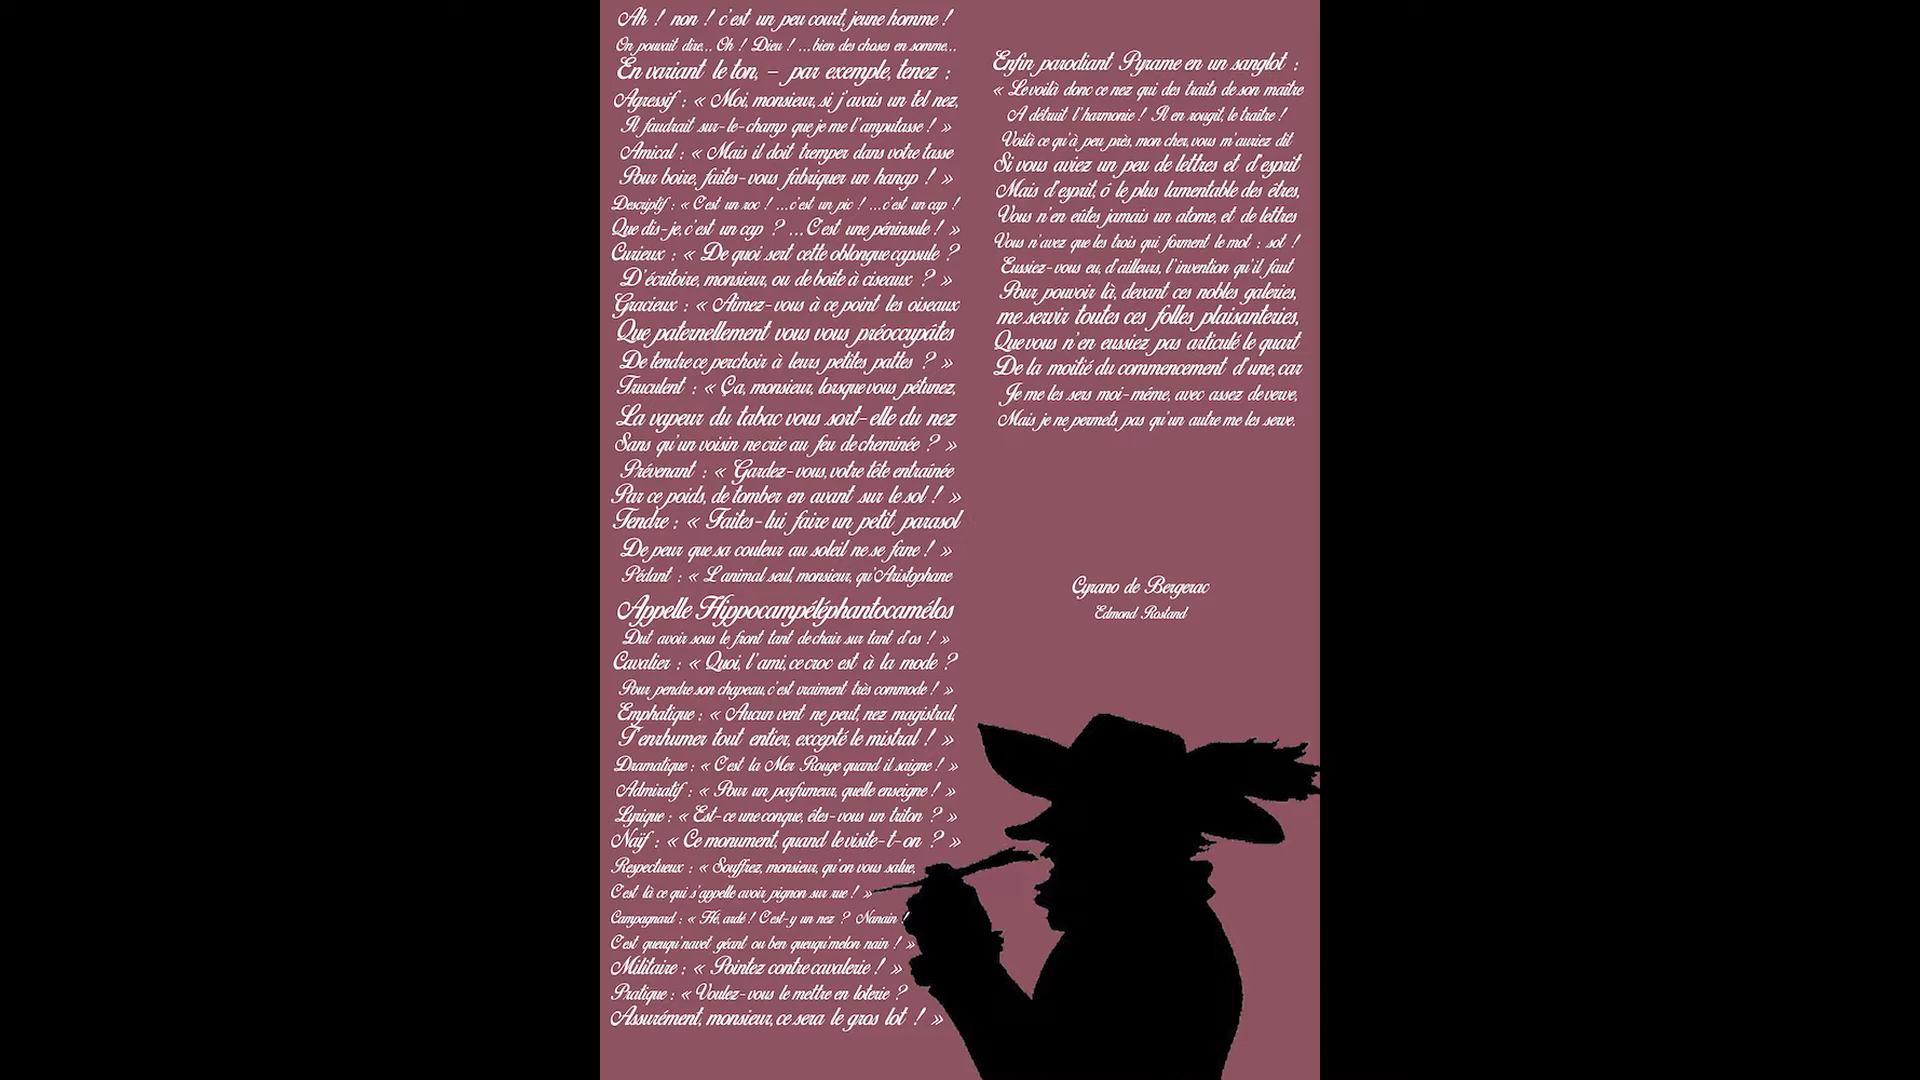 Ah ! non ! c'est un peu court, jeune homme !
On pouvait dire... Oh ! Dieu ! ...bien des choses en somme...
En variant le ton, – par exemple, tenez :
Agressif : « Moi, monsieur, si j'avais un tel nez,
Il faudrait sur-le-champ que je me l'amputasse ! »
Amical : « Mais il doit tremper dans votre tasse
Pour boire, faites-vous fabriquer un hanap ! »
Descriptif : « C'est un roc ! ...c'est un pic ! ...c'est un cap !
Que dis-je, c'est un cap ? ...C'est une péninsule ! »
Curieux : « De quoi sert cette oblongue capsule ?
D'écritoire, monsieur, ou de boîte à ciseaux ? »
Gracieux : « Aimez-vous à ce point les oiseaux
Que paternellement vous vous préoccupâtes
De tendre ce perchoir à leurs petites pattes ? »
Truculent : « Ça, monsieur, lorsque vous pétunez,
La vapeur du tabac vous sort-elle du nez
Sans qu'un voisin ne crie au feu de cheminée ? »
Prévenant : « Gardez-vous, votre tête entraînée
Par ce poids, de tomber en avant sur le sol ! »
Tendre : « Faites-lui faire un petit parasol
De peur que sa couleur au soleil ne se fane ! »
Pédant : « L'animal seul, monsieur, qu'Aristophane
Appelle Hippocampéléphantocamélos
Dut avoir sous le front tant de chair sur tant d'os ! »
Cavalier : « Quoi, l'ami, ce croc est à la mode ?
Pour pendre son chapeau, c'est vraiment très commode ! »
Emphatique : « Aucun vent ne peut, nez magistral,
T'enrhumer tout entier, excepté le mistral ! »
Dramatique : « C'est la Mer Rouge quand il saigne ! »
Admiratif : « Pour un parfumeur, quelle enseigne ! »
Lyrique : « Est-ce une conque, êtes-vous un triton ? »
Naïf : « Ce monument, quand le visite-t-on ? »
Respectueux : « Souffrez, monsieur, qu'on vous salue,
C'est là ce qui s'appelle avoir pignon sur rue ! »
Campagnard : « Hé, ardé ! C'est-y un nez ? Nanain !
C'est queuqu'navet géant ou ben queuqu'melon nain ! »
Militaire : « Pointez contre cavalerie ! »
Pratique : « Voulez-vous le mettre en loterie ?
Assurément, monsieur, ce sera le gros lot ! »
Enfin parodiant Pyrame en un sanglot :
« Le voilà donc ce nez qui des traits de son maître
A détruit l'harmonie ! Il en rougit, le traître !
Voilà ce qu'à peu près, mon cher, vous m'auriez dit
Si vous aviez un peu de lettres et d'esprit
Mais d'esprit, ô le plus lamentable des êtres,
Vous n'en eûtes jamais un atome, et de lettres
Vous n'avez que les trois qui forment le mot : sot !
Eussiez-vous eu, d'ailleurs, l'invention qu'il faut
Pour pouvoir là, devant ces nobles galeries,
me servir toutes ces folles plaisanteries,
Que vous n'en eussiez pas articulé le quart
De la moitié du commencement d'une, car
Je me les sers moi-même, avec assez de verve,
Mais je ne permets pas qu'un autre me les serve.
Cyrano de Bergerac
Edmond Rostand